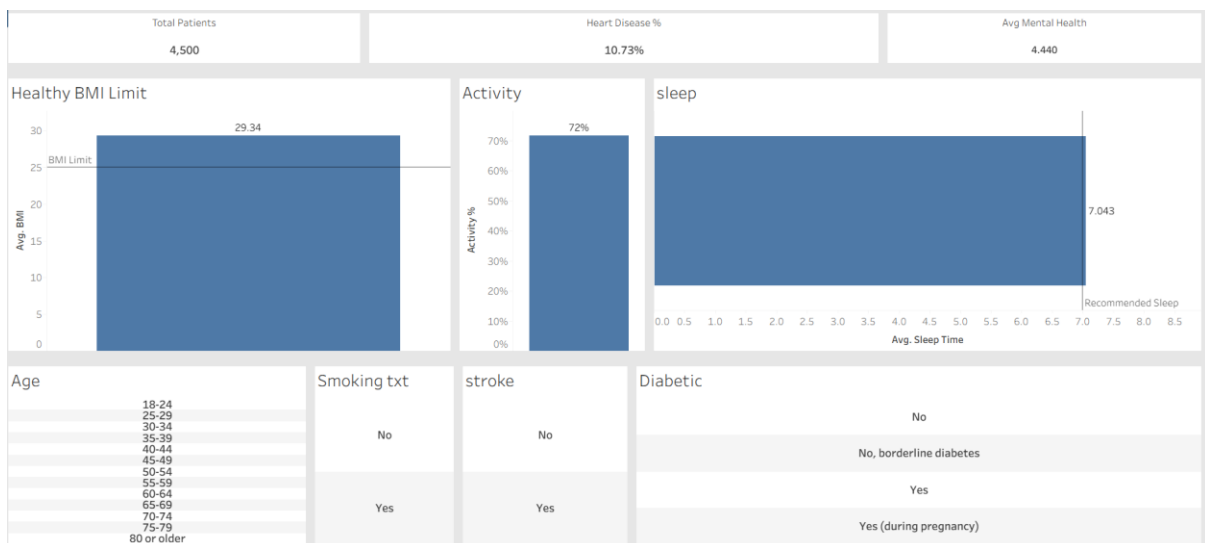 Total Patients
4,500
Heart Disease %
10.73%
Avg Mental Health
4.440
Healthy BMI Limit
30
29.34
BMI Limit
25
20
15
10
5
0
Avg. BMI
Activity
72%
70%
60%
50%
40%
30%
20%
10%
0%
Activity %
sleep
7.043
Recommended Sleep
0.0 0.5 1.0 1.5 2.0 2.5 3.0 3.5 4.0 4.5 5.0 5.5 6.0 6.5 7.0 7.5 8.0 8.5
Avg. Sleep Time
Age
18-24
25-29
30-34
35-39
40-44
45-49
50-54
55-59
60-64
65-69
70-74
75-79
80 or older
Smoking txt
No
Yes
stroke
No
Yes
Diabetic
No
No, borderline diabetes
Yes
Yes (during pregnancy)